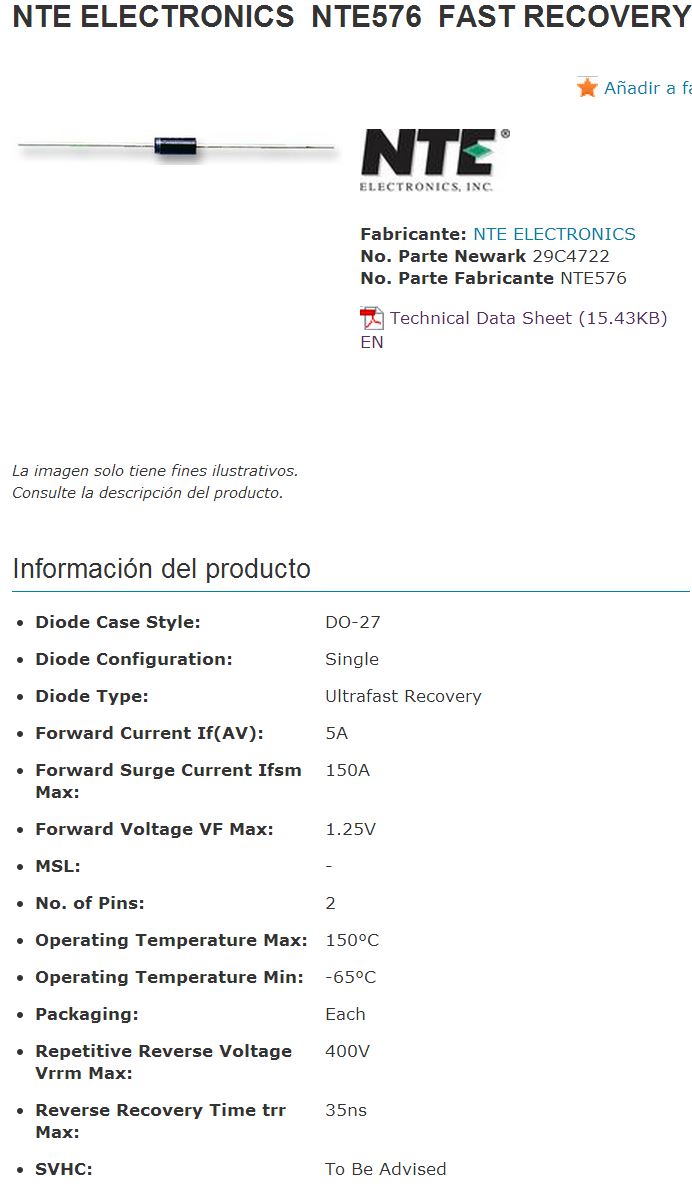 NTE ELECTRONICS  NTE576  FAST RECOVERY
Añadir a fa
NTE®
ELECTRONICS, INC.
Fabricante: NTE ELECTRONICS
No. Parte Newark 29C4722
No. Parte Fabricante NTE576
Technical Data Sheet (15.43KB)
EN
La imagen solo tiene fines ilustrativos.
Consulte la descripción del producto.
Información del producto
• Diode Case Style: DO-27
• Diode Configuration: Single
• Diode Type: Ultrafast Recovery
• Forward Current If(AV): 5A
• Forward Surge Current Ifsm 150A
Max:
• Forward Voltage VF Max: 1.25V
• MSL: -
• No. of Pins: 2
• Operating Temperature Max: 150ºC
• Operating Temperature Min: -65ºC
• Packaging: Each
• Repetitive Reverse Voltage 400V
Vrrm Max:
• Reverse Recovery Time trr 35ns
Max:
• SVHC: To Be Advised